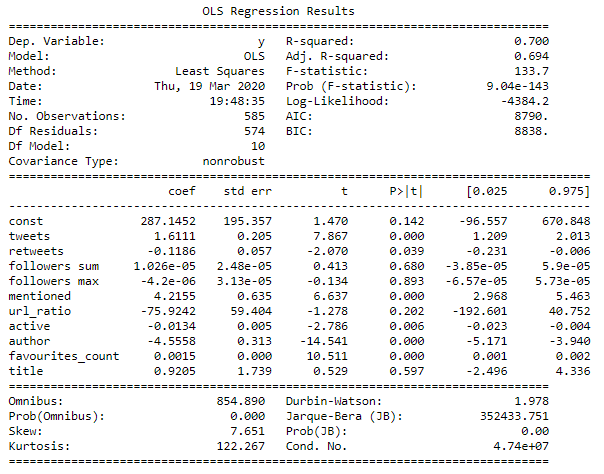 OLS Regression Results
==============================================================================
Dep. Variable:                      y   R-squared:                       0.700
Model:                            OLS   Adj. R-squared:                  0.694
Method:                 Least Squares   F-statistic:                     133.7
Date:                Thu, 19 Mar 2020   Prob (F-statistic):          9.04e-143
Time:                        19:48:35   Log-Likelihood:                -4384.2
No. Observations:                 585   AIC:                             8790.
Df Residuals:                     574   BIC:                             8838.
Df Model:                          10
Covariance Type:            nonrobust
====================================================================================
                       coef    std err          t      P>|t|      [0.025      0.975]
------------------------------------------------------------------------------------
const              287.1452    195.357      1.470      0.142     -96.557     670.848
tweets               1.6111      0.205      7.867      0.000       1.209       2.013
retweets            -0.1186      0.057     -2.070      0.039      -0.231      -0.006
followers sum     1.026e-05   2.48e-05      0.413      0.680   -3.85e-05     5.9e-05
followers max      -4.2e-06   3.13e-05     -0.134      0.893   -6.57e-05    5.73e-05
mentioned            4.2155      0.635      6.637      0.000       2.968       5.463
url_ratio          -75.9242     59.404     -1.278      0.202    -192.601      40.752
active              -0.0134      0.005     -2.786      0.006      -0.023      -0.004
author              -4.5558      0.313    -14.541      0.000      -5.171      -3.940
favourites_count     0.0015      0.000     10.511      0.000       0.001       0.002
title                0.9205      1.739      0.529      0.597      -2.496       4.336
==============================================================================
Omnibus:                      854.890   Durbin-Watson:                   1.978
Prob(Omnibus):                  0.000   Jarque-Bera (JB):           352433.751
Skew:                           7.651   Prob(JB):                         0.00
Kurtosis:                     122.267   Cond. No.                     4.74e+07
==============================================================================